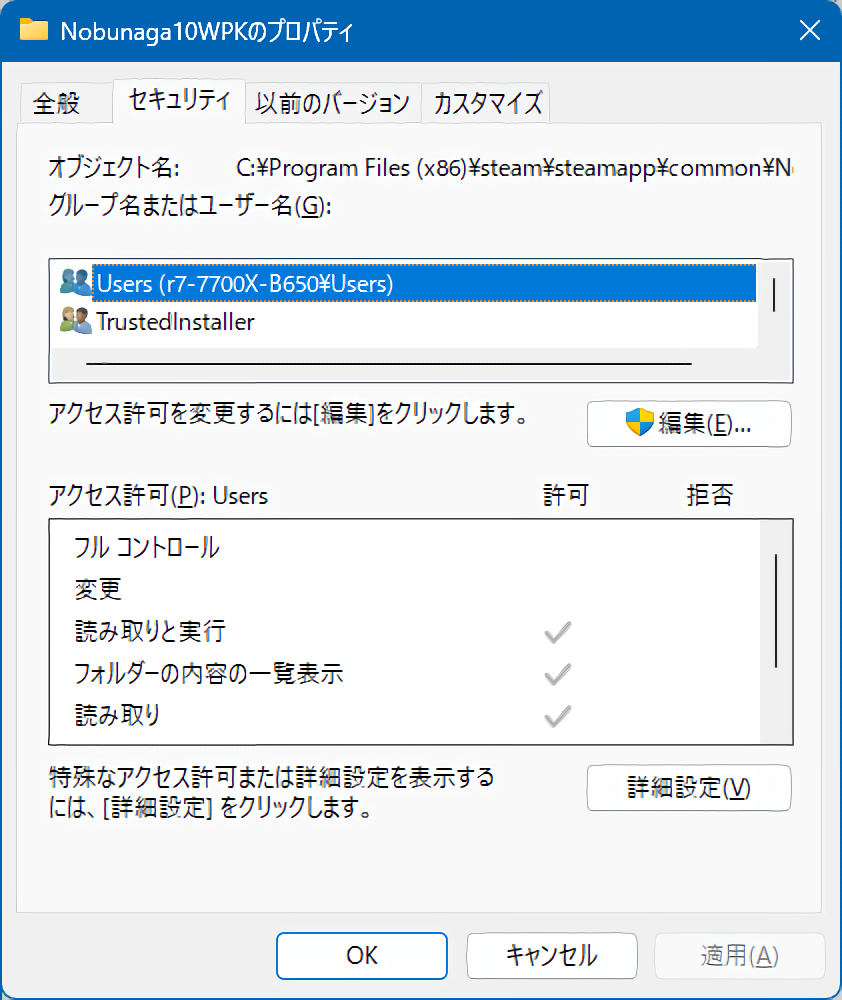 Nobunaga10WPKのプロパティ
全般 セキュリティ 以前のバージョン カスタマイズ
オブジェクト名: C:¥Program Files (x86)¥steam¥steamapp¥common¥N
グループ名またはユーザー名(G):
Users (r7-7700X-B650¥Users)
TrustedInstaller
アクセス許可を変更するには[編集]をクリックします。 編集(E)...
アクセス許可(P): Users 許可 拒否
フル コントロール
変更
読み取りと実行
フォルダーの内容の一覧表示
読み取り
特殊なアクセス許可または詳細設定を表示する
には、[詳細設定] をクリックします。
詳細設定(V)
OK キャンセル 適用(A)